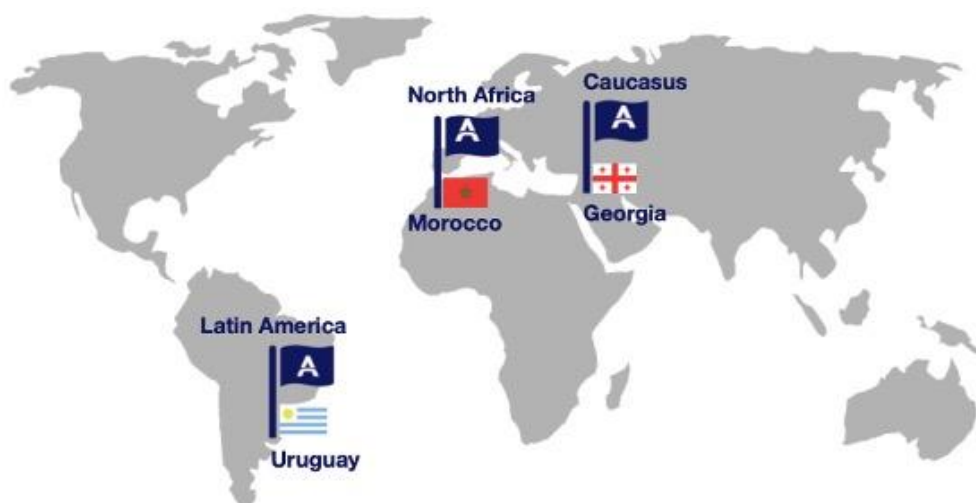 North Africa
A
Morocco
Caucasus
A
Georgia
Latin America
A
Uruguay